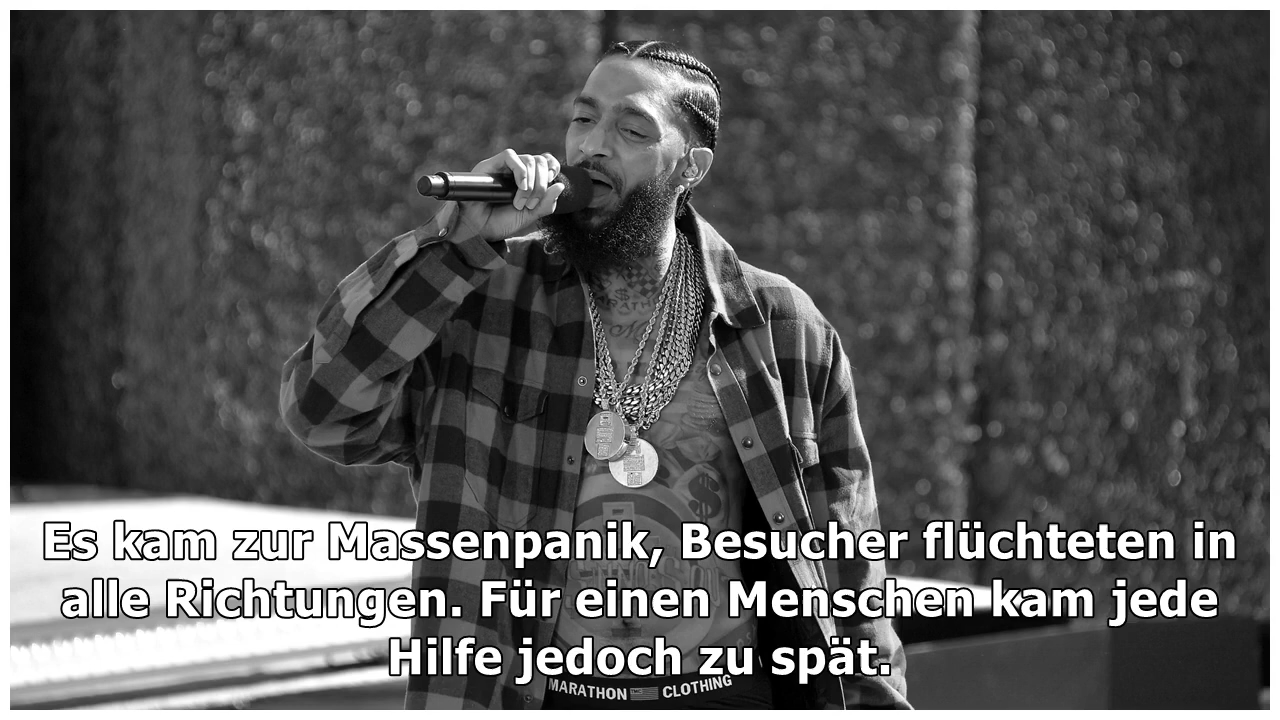 Es kam zur Massenpanik, Besucher flüchteten in
alle Richtungen. Für einen Menschen kam jede
Hilfe jedoch zu spät.
MARATHON CLOTHING
$